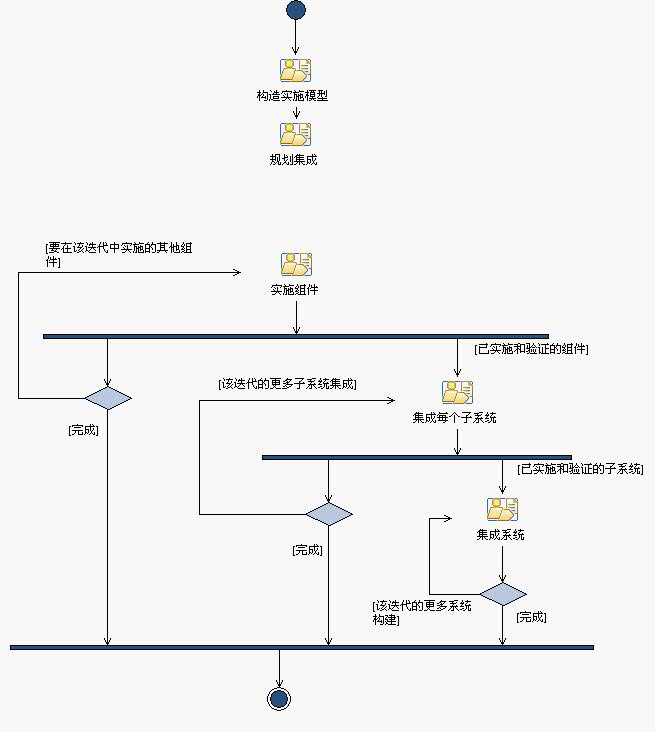 构造实施模型
规划集成
[要在该迭代中实施的其他组
件]
实施组件
[已实施和验证的组件]
[该迭代的更多子系统集成]
集成每个子系统
[完成]
[已实施和验证的子系统]
集成系统
[完成]
[该迭代的更多系统
构建]
[完成]